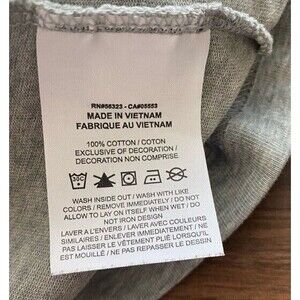 RN#56323 - CA#05553
MADE IN VIETNAM
FABRIQUE AU VIETNAM
100% COTTON / COTON
EXCLUSIVE OF DECORATION /
DECORATION NON COMPRISE
WASH INSIDE OUT / WASH WITH LIKE
COLORS / REMOVE IMMEDIATELY / DO NOT
ALLOW TO LAY ON ITSELF WHEN WET / DO
NOT IRON DESIGN
LAVER A L'ENVERS / LAVER AVEC COULEURS
SIMILAIRES / ENLEVER IMMEDIATEMENT / NE
PAS LAISSER LE VÊTEMENT PLIÉ LORSQU'IL
EST MOUILLÉ / NE PAS REPASSER LE DESSIN